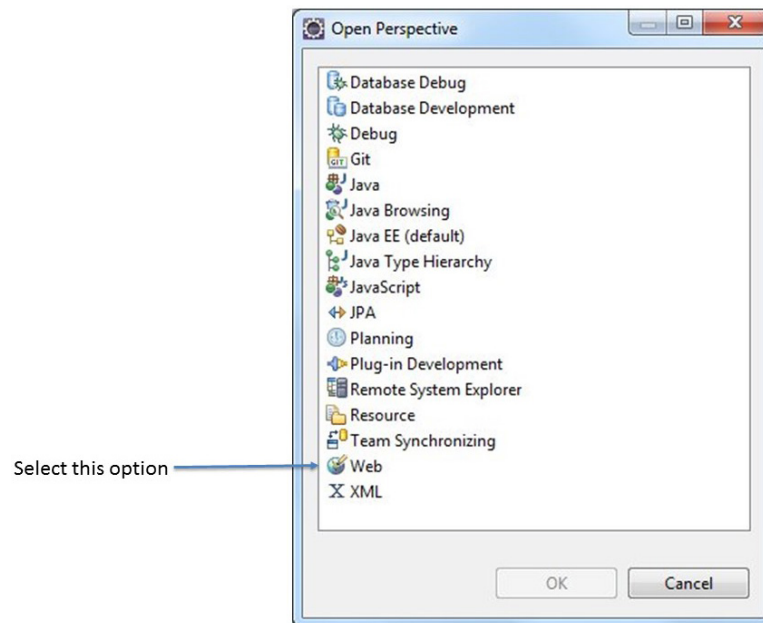 Open Perspective
Database Debug
Database Development
Debug
GIT Git
Java
Java Browsing
Java EE (default)
Java Type Hierarchy
JavaScript
JPA
Planning
Plug-in Development
Remote System Explorer
Resource
Team Synchronizing
Select this option Web
X XML
OK Cancel